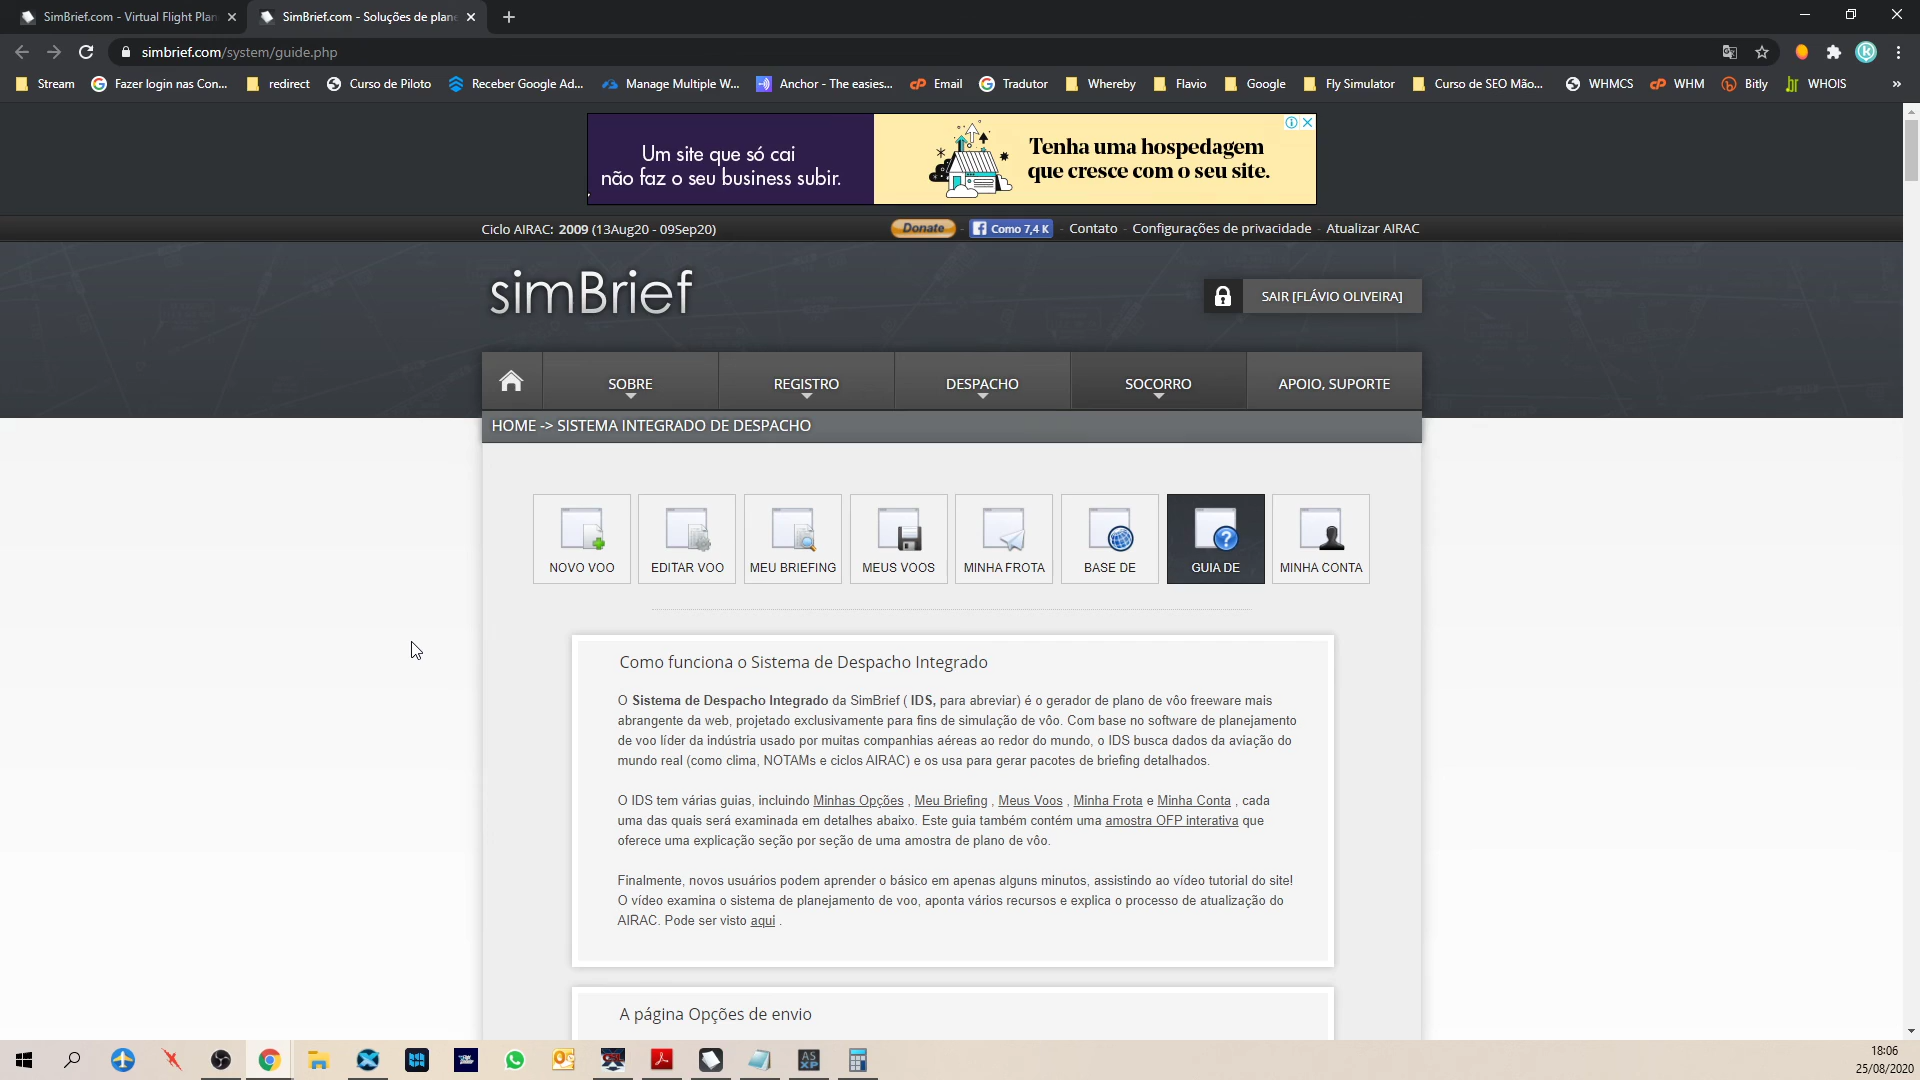 SimBrief.com - Virtual Flight Plan
SimBrief.com - Soluções de plane
simbrief.com/system/guide.php
Stream
Fazer login nas Con...
redirect
Curso de Piloto
Receber Google Ad...
Manage Multiple W...
Anchor - The easies...
Email
Tradutor
Whereby
Flavio
Google
Fly Simulator
Curso de SEO Mão...
WHMCS
WHM
Bitly
WHOIS
»
Um site que só cai
não faz o seu business subir.
Tenha uma hospedagem
que cresce com o seu site.
Ciclo AIRAC: 2009 (13Aug20 - 09Sep20)
Donate - Como 7,4 K - Contato - Configurações de privacidade - Atualizar AIRAC
simBrief
SAIR [FLÁVIO OLIVEIRA]
SOBRE
REGISTRO
DESPACHO
SOCORRO
APOIO, SUPORTE
HOME -> SISTEMA INTEGRADO DE DESPACHO
NOVO VOO
EDITAR VOO
MEU BRIEFING
MEUS VOOS
MINHA FROTA
BASE DE
GUIA DE
MINHA CONTA
Como funciona o Sistema de Despacho Integrado
O Sistema de Despacho Integrado da SimBrief ( IDS, para abreviar) é o gerador de plano de vôo freeware mais
abrangente da web, projetado exclusivamente para fins de simulação de vôo. Com base no software de planejamento
de voo líder da indústria usado por muitas companhias aéreas ao redor do mundo, o IDS busca dados da aviação do
mundo real (como clima, NOTAMs e ciclos AIRAC) e os usa para gerar pacotes de briefing detalhados.
O IDS tem várias guias, incluindo Minhas Opções , Meu Briefing , Meus Voos , Minha Frota e Minha Conta , cada
uma das quais será examinada em detalhes abaixo. Este guia também contém uma amostra OFP interativa que
oferece uma explicação seção por seção de uma amostra de plano de vôo.
Finalmente, novos usuários podem aprender o básico em apenas alguns minutos, assistindo ao vídeo tutorial do site!
O vídeo examina o sistema de planejamento de voo, aponta vários recursos e explica o processo de atualização do
AIRAC. Pode ser visto aqui .
A página Opções de envio
18:06
25/08/2020